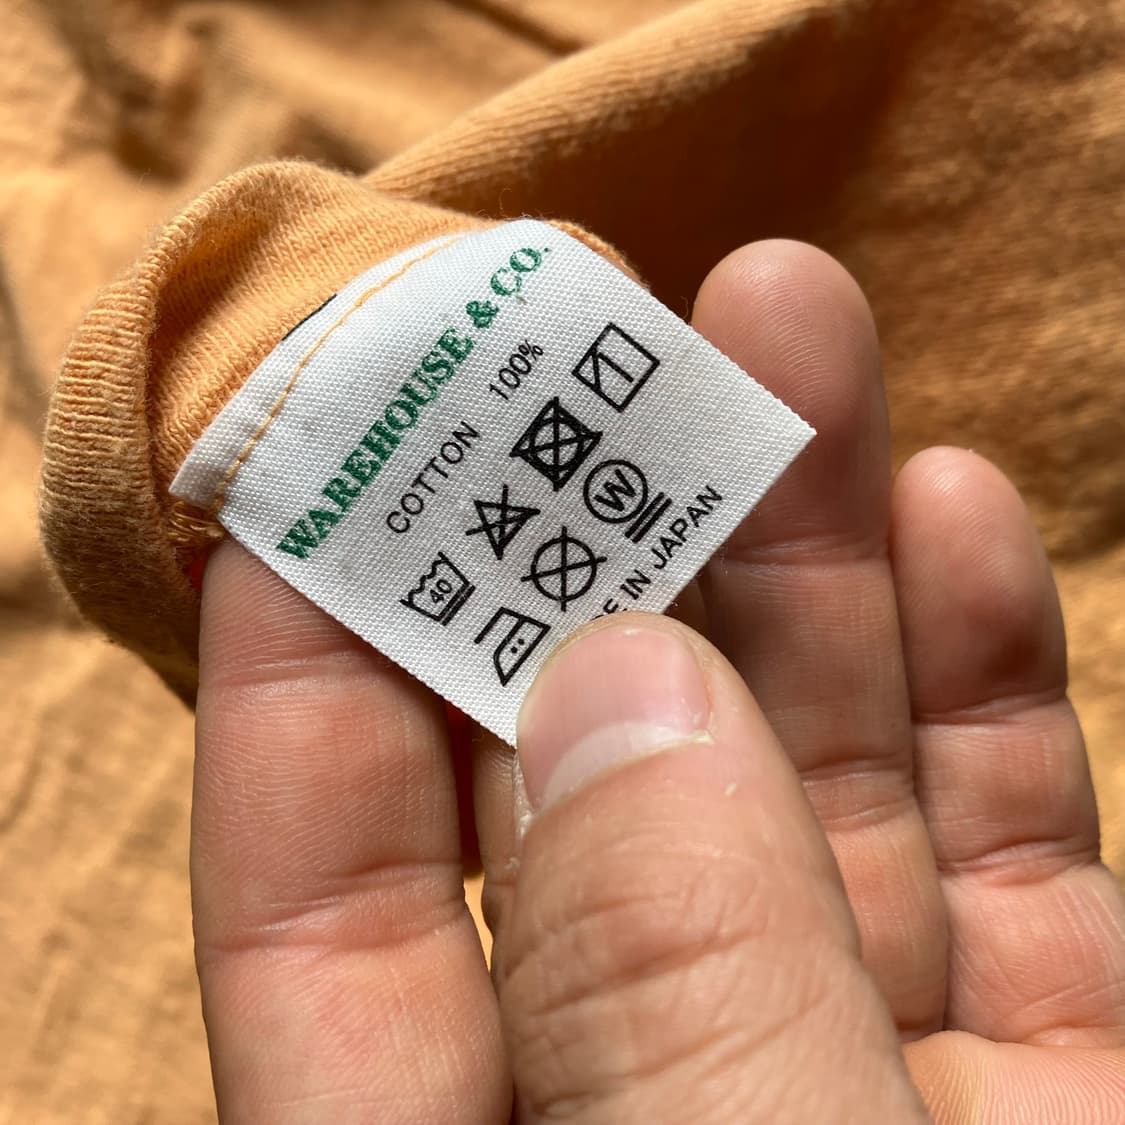 WAREHOUSE & CO.
COTTON 100%
40
W
E IN JAPAN